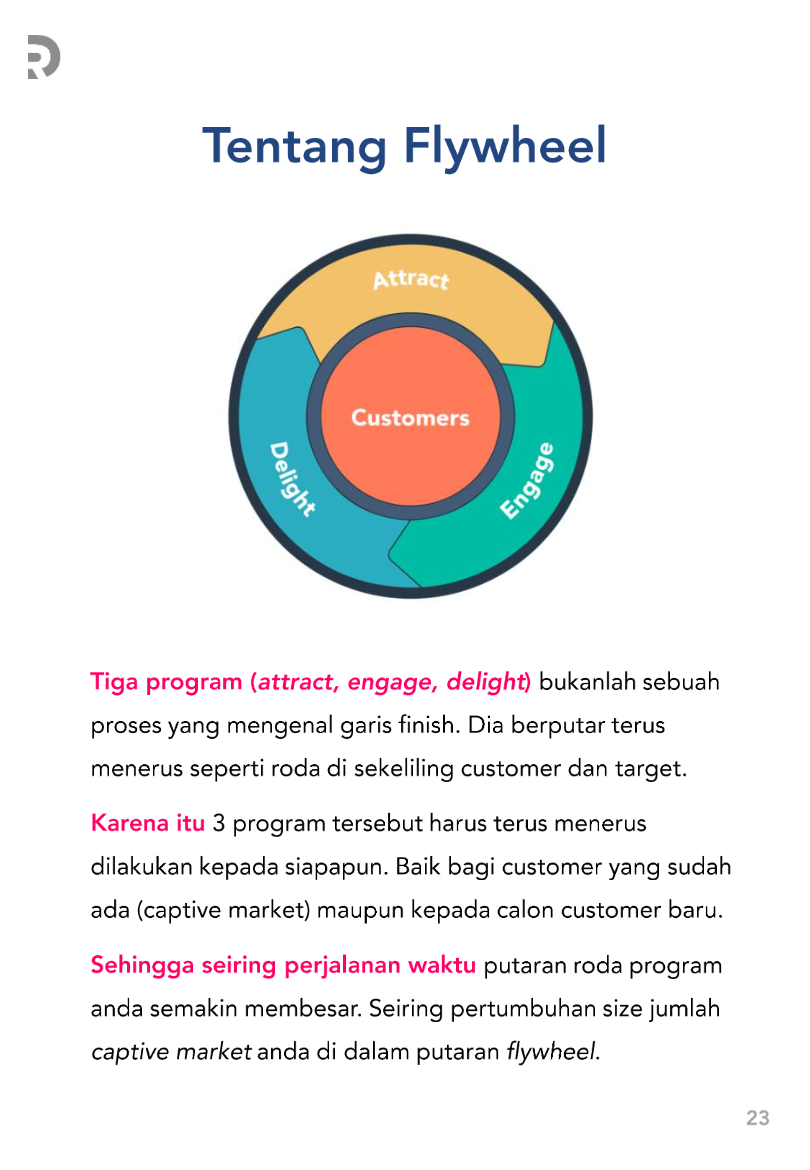 Tentang Flywheel
Attract
Customers
Delight
Engage
Tiga program (attract, engage, delight) bukanlah sebuah
proses yang mengenal garis finish. Dia berputar terus
menerus seperti roda di sekeliling customer dan target.
Karena itu 3 program tersebut harus terus menerus
dilakukan kepada siapapun. Baik bagi customer yang sudah
ada (captive market) maupun kepada calon customer baru.
Sehingga seiring perjalanan waktu putaran roda program
anda semakin membesar. Seiring pertumbuhan size jumlah
captive market anda di dalam putaran flywheel.
23